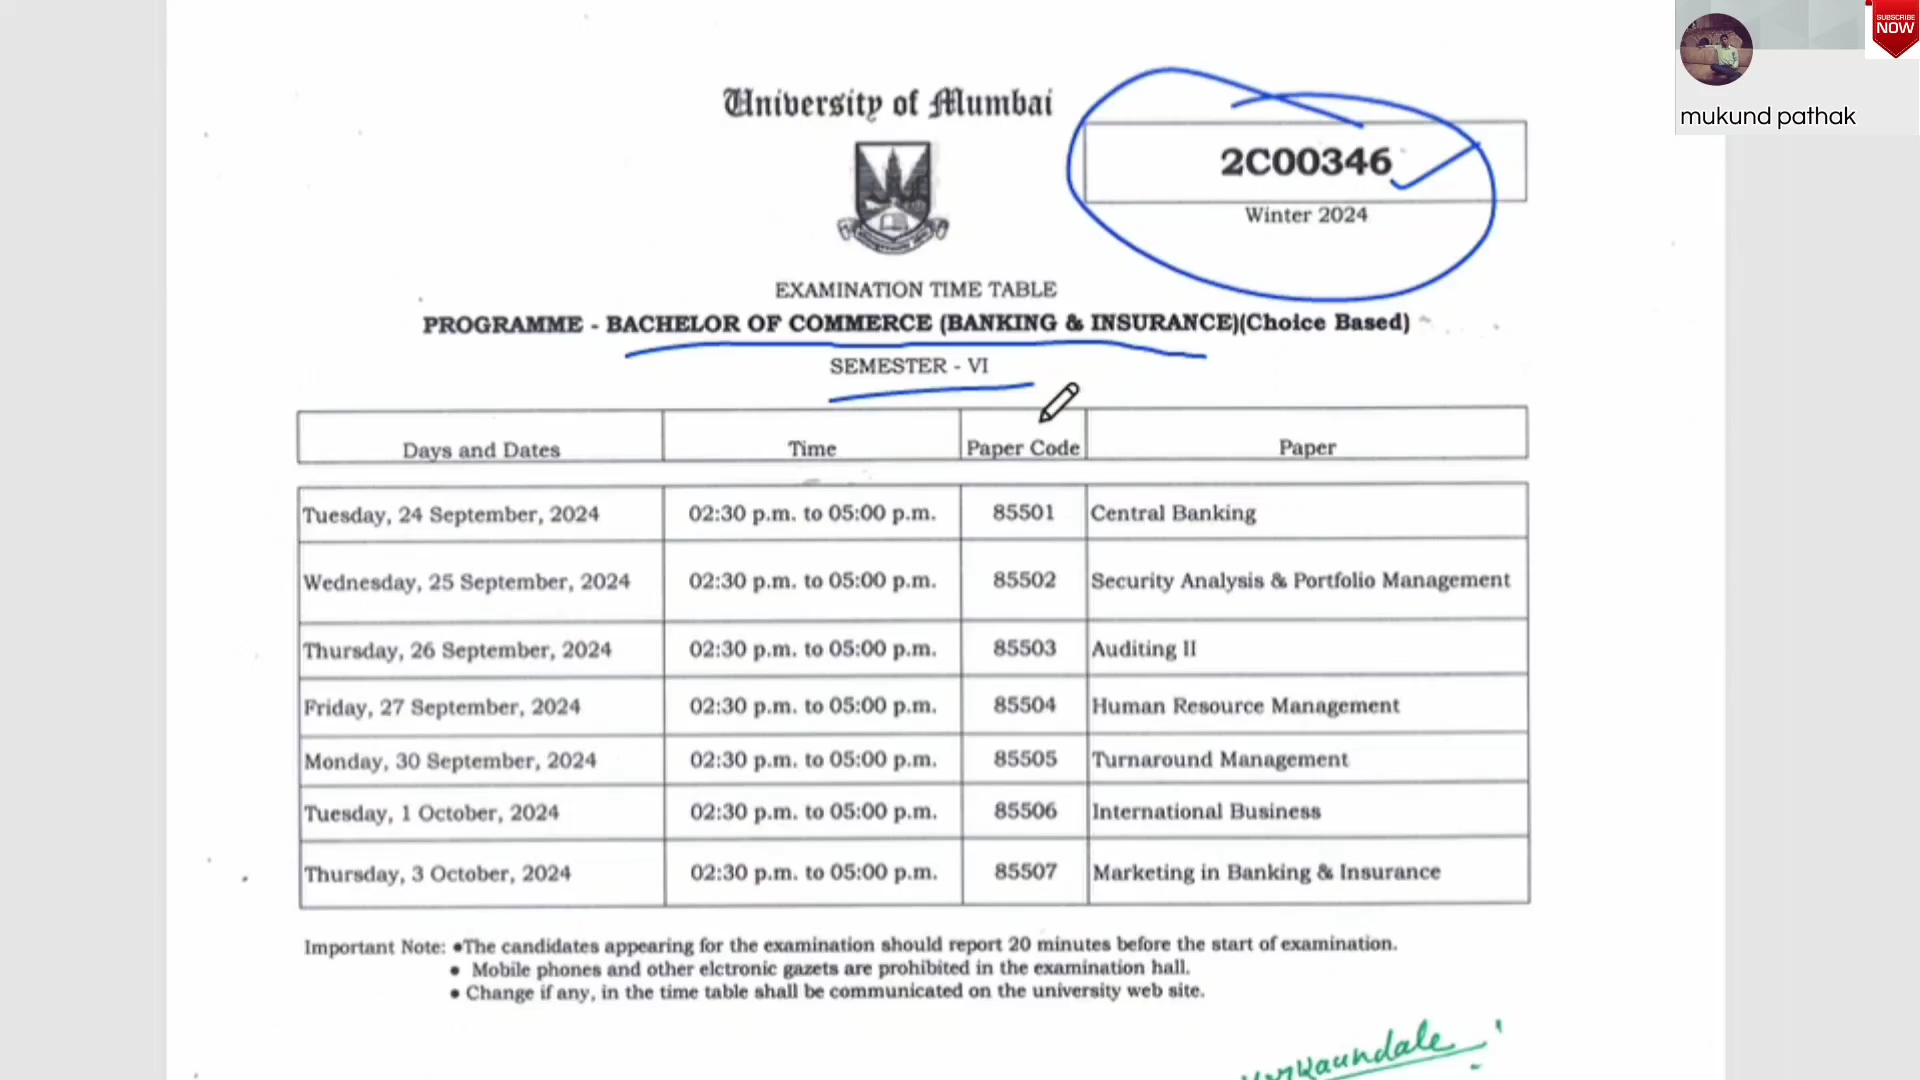 SUBSCRIBE
NOW
mukund pathak
University of Mumbai
2C00346
Winter 2024
EXAMINATION TIME TABLE
PROGRAMME - BACHELOR OF COMMERCE (BANKING & INSURANCE)(Choice Based)
SEMESTER - VI
Days and Dates Time Paper Code Paper
Tuesday, 24 September, 2024 02:30 p.m. to 05:00 p.m. 85501 Central Banking
Wednesday, 25 September, 2024 02:30 p.m. to 05:00 p.m. 85502 Security Analysis & Portfolio Management
Thursday, 26 September, 2024 02:30 p.m. to 05:00 p.m. 85503 Auditing II
Friday, 27 September, 2024 02:30 p.m. to 05:00 p.m. 85504 Human Resource Management
Monday, 30 September, 2024 02:30 p.m. to 05:00 p.m. 85505 Turnaround Management
Tuesday, 1 October, 2024 02:30 p.m. to 05:00 p.m. 85506 International Business
Thursday, 3 October, 2024 02:30 p.m. to 05:00 p.m. 85507 Marketing in Banking & Insurance
Important Note: •The candidates appearing for the examination should report 20 minutes before the start of examination.
• Mobile phones and other elctronic gazets are prohibited in the examination hall.
• Change if any, in the time table shall be communicated on the university web site.